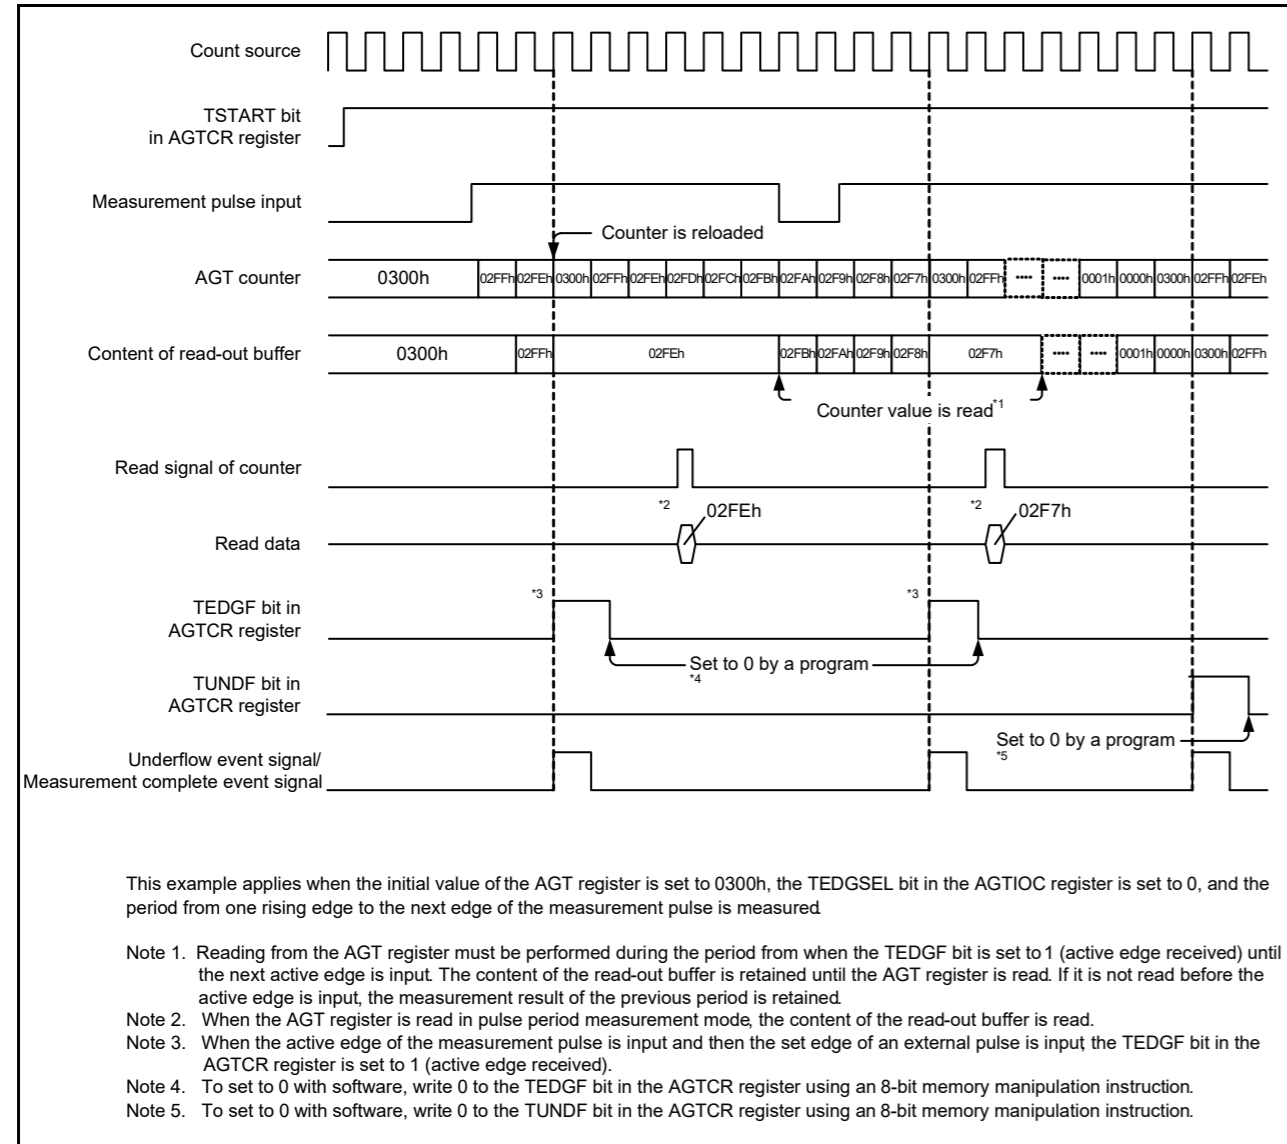 Count source
TSTART bit
in AGTCR register
Measurement pulse input
Counter is reloaded
AGT counter
0300h 02FFh 02FEh 0300h 02FFh 02FEh 02FDh 02FCh 02FBh 02FAh 02F9h 02F8h 02F7h 0300h 02FFh ···· ···· 0001h 0000h 0300h 02FFh 02FEh
Content of read-out buffer
0300h 02FFh 02FEh 02FBh 02FAh 02F9h 02F8h 02F7h ···· ···· 0001h 0000h 0300h 02FFh
Counter value is read*1
Read signal of counter
*2 02FEh *2 02F7h
Read data
*3 *3
TEDGF bit in
AGTCR register
Set to 0 by a program
*4
TUNDF bit in
AGTCR register
Set to 0 by a program
*5
Underflow event signal/
Measurement complete event signal
This example applies when the initial value of the AGT register is set to 0300h, the TEDGSEL bit in the AGTIOC register is set to 0, and the
period from one rising edge to the next edge of the measurement pulse is measured.
Note 1. Reading from the AGT register must be performed during the period from when the TEDGF bit is set to 1 (active edge received) until
the next active edge is input. The content of the read-out buffer is retained until the AGT register is read. If it is not read before the
active edge is input, the measurement result of the previous period is retained.
Note 2. When the AGT register is read in pulse period measurement mode, the content of the read-out buffer is read.
Note 3. When the active edge of the measurement pulse is input and then the set edge of an external pulse is input, the TEDGF bit in the
AGTCR register is set to 1 (active edge received).
Note 4. To set to 0 with software, write 0 to the TEDGF bit in the AGTCR register using an 8-bit memory manipulation instruction.
Note 5. To set to 0 with software, write 0 to the TUNDF bit in the AGTCR register using an 8-bit memory manipulation instruction.